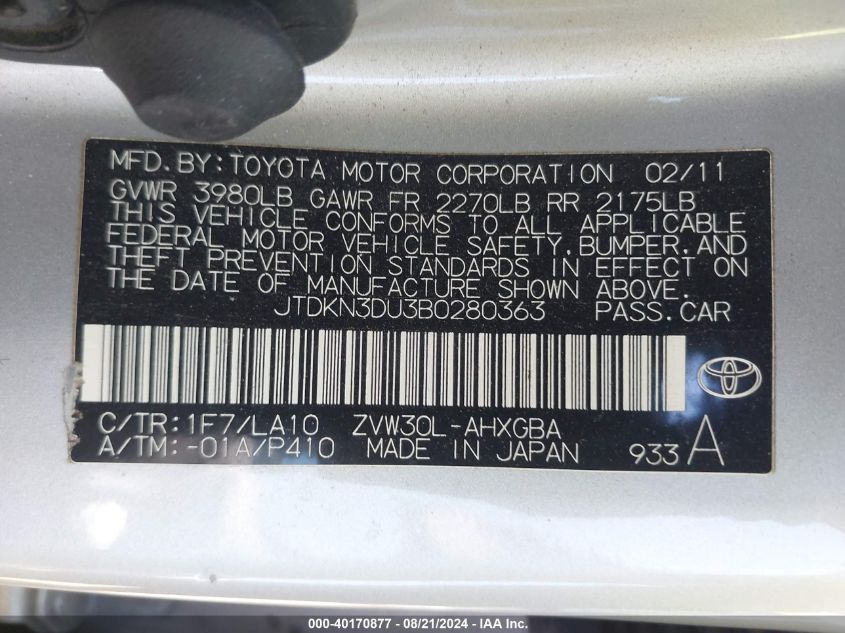 MFD.BY:TOYOTA MOTOR CORPORATION 02/11
GVWR 3980LB GAWR FR 2270LB RR 2175LB
THIS VEHICLE CONFORMS TO ALL APPLICABLE
FEDERAL MOTOR VEHICLE SAFETY,BUMPER,AND
THEFT PREVENTION STANDARDS IN EFFECT ON
THE DATE OF MANUFACTURE SHOWN ABOVE.
JTDKN3DU3B0280363 PASS.CAR
C/TR:1F7/LA10 ZVW30L-AHXGBA
A/TM:-01A/P410 MADE IN JAPAN 933 A
000-40170877 - 08/21/2024 - IAA Inc.